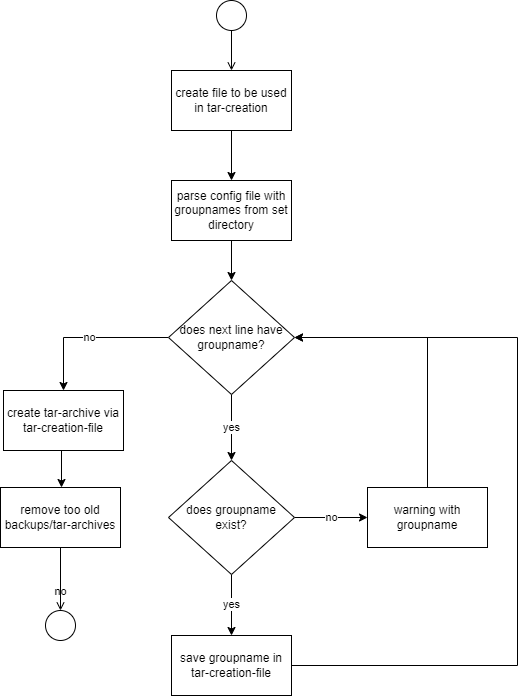 create file to be used
in tar-creation
parse config file with
groupnames from set
directory
does next line have
groupname?
no
create tar-archive via
tar-creation-file
yes
remove too old
backups/tar-archives
does groupname
exist?
no
warning with
groupname
no
yes
save groupname in
tar-creation-file